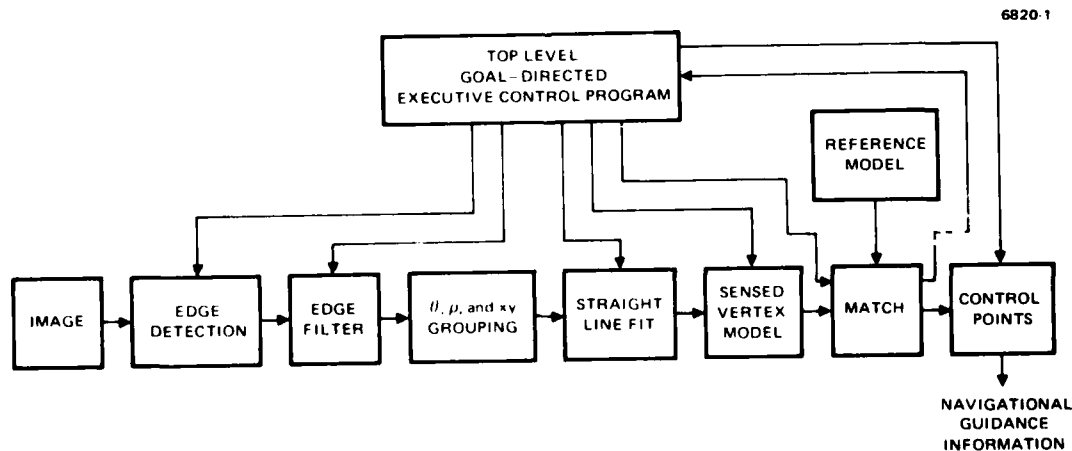 6820-1
TOP LEVEL
GOAL-DIRECTED
EXECUTIVE CONTROL PROGRAM
REFERENCE
MODEL
IMAGE
EDGE
DETECTION
EDGE
FILTER
θ, ρ, and xy
GROUPING
STRAIGHT
LINE FIT
SENSED
VERTEX
MODEL
MATCH
CONTROL
POINTS
NAVIGATIONAL
GUIDANCE
INFORMATION